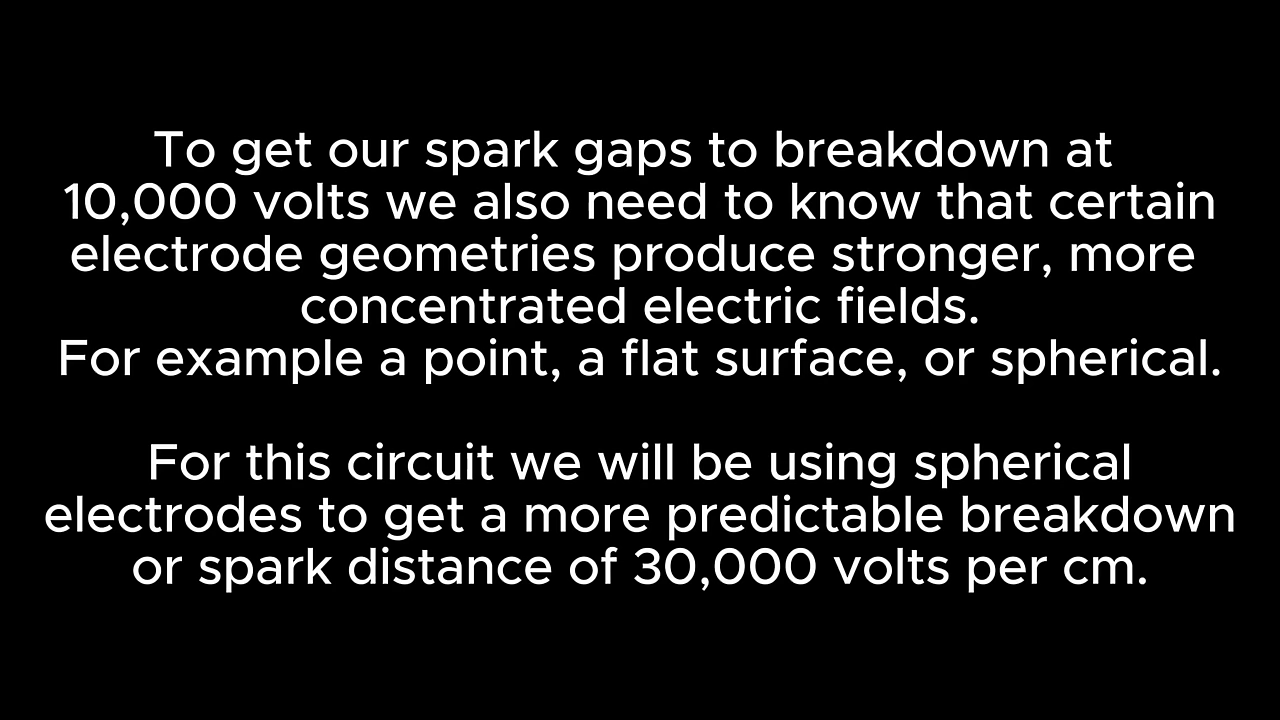 To get our spark gaps to breakdown at
10,000 volts we also need to know that certain
electrode geometries produce stronger, more
concentrated electric fields.
For example a point, a flat surface, or spherical.
For this circuit we will be using spherical
electrodes to get a more predictable breakdown
or spark distance of 30,000 volts per cm.